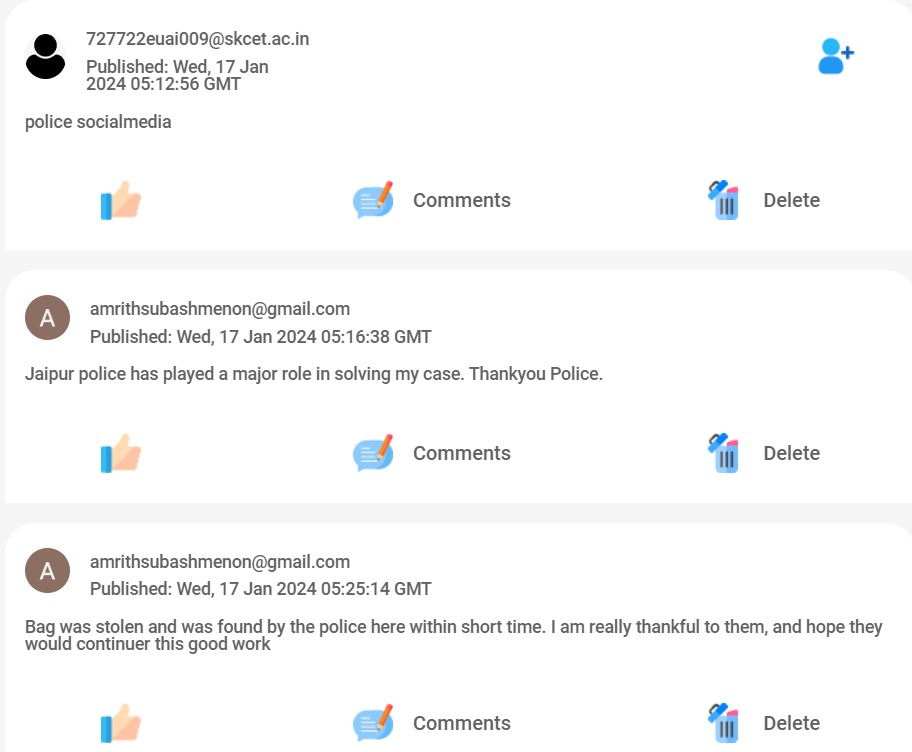 727722euai009@skcet.ac.in
Published: Wed, 17 Jan
2024 05:12:56 GMT
police socialmedia
Comments
Delete
A
amrithsubashmenon@gmail.com
Published: Wed, 17 Jan 2024 05:16:38 GMT
Jaipur police has played a major role in solving my case. Thankyou Police.
Comments
Delete
A
amrithsubashmenon@gmail.com
Published: Wed, 17 Jan 2024 05:25:14 GMT
Bag was stolen and was found by the police here within short time. I am really thankful to them, and hope they
would continuer this good work
Comments
Delete